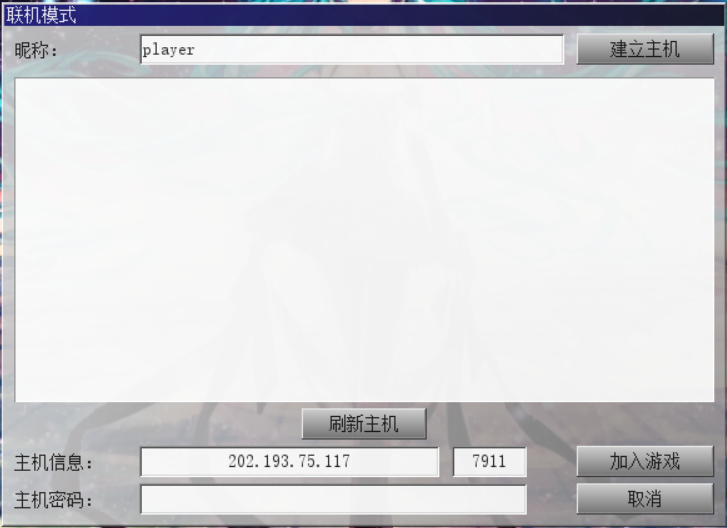 联机模式
昵称： player 建立主机
刷新主机
主机信息： 202.193.75.117 7911 加入游戏
主机密码： 取消